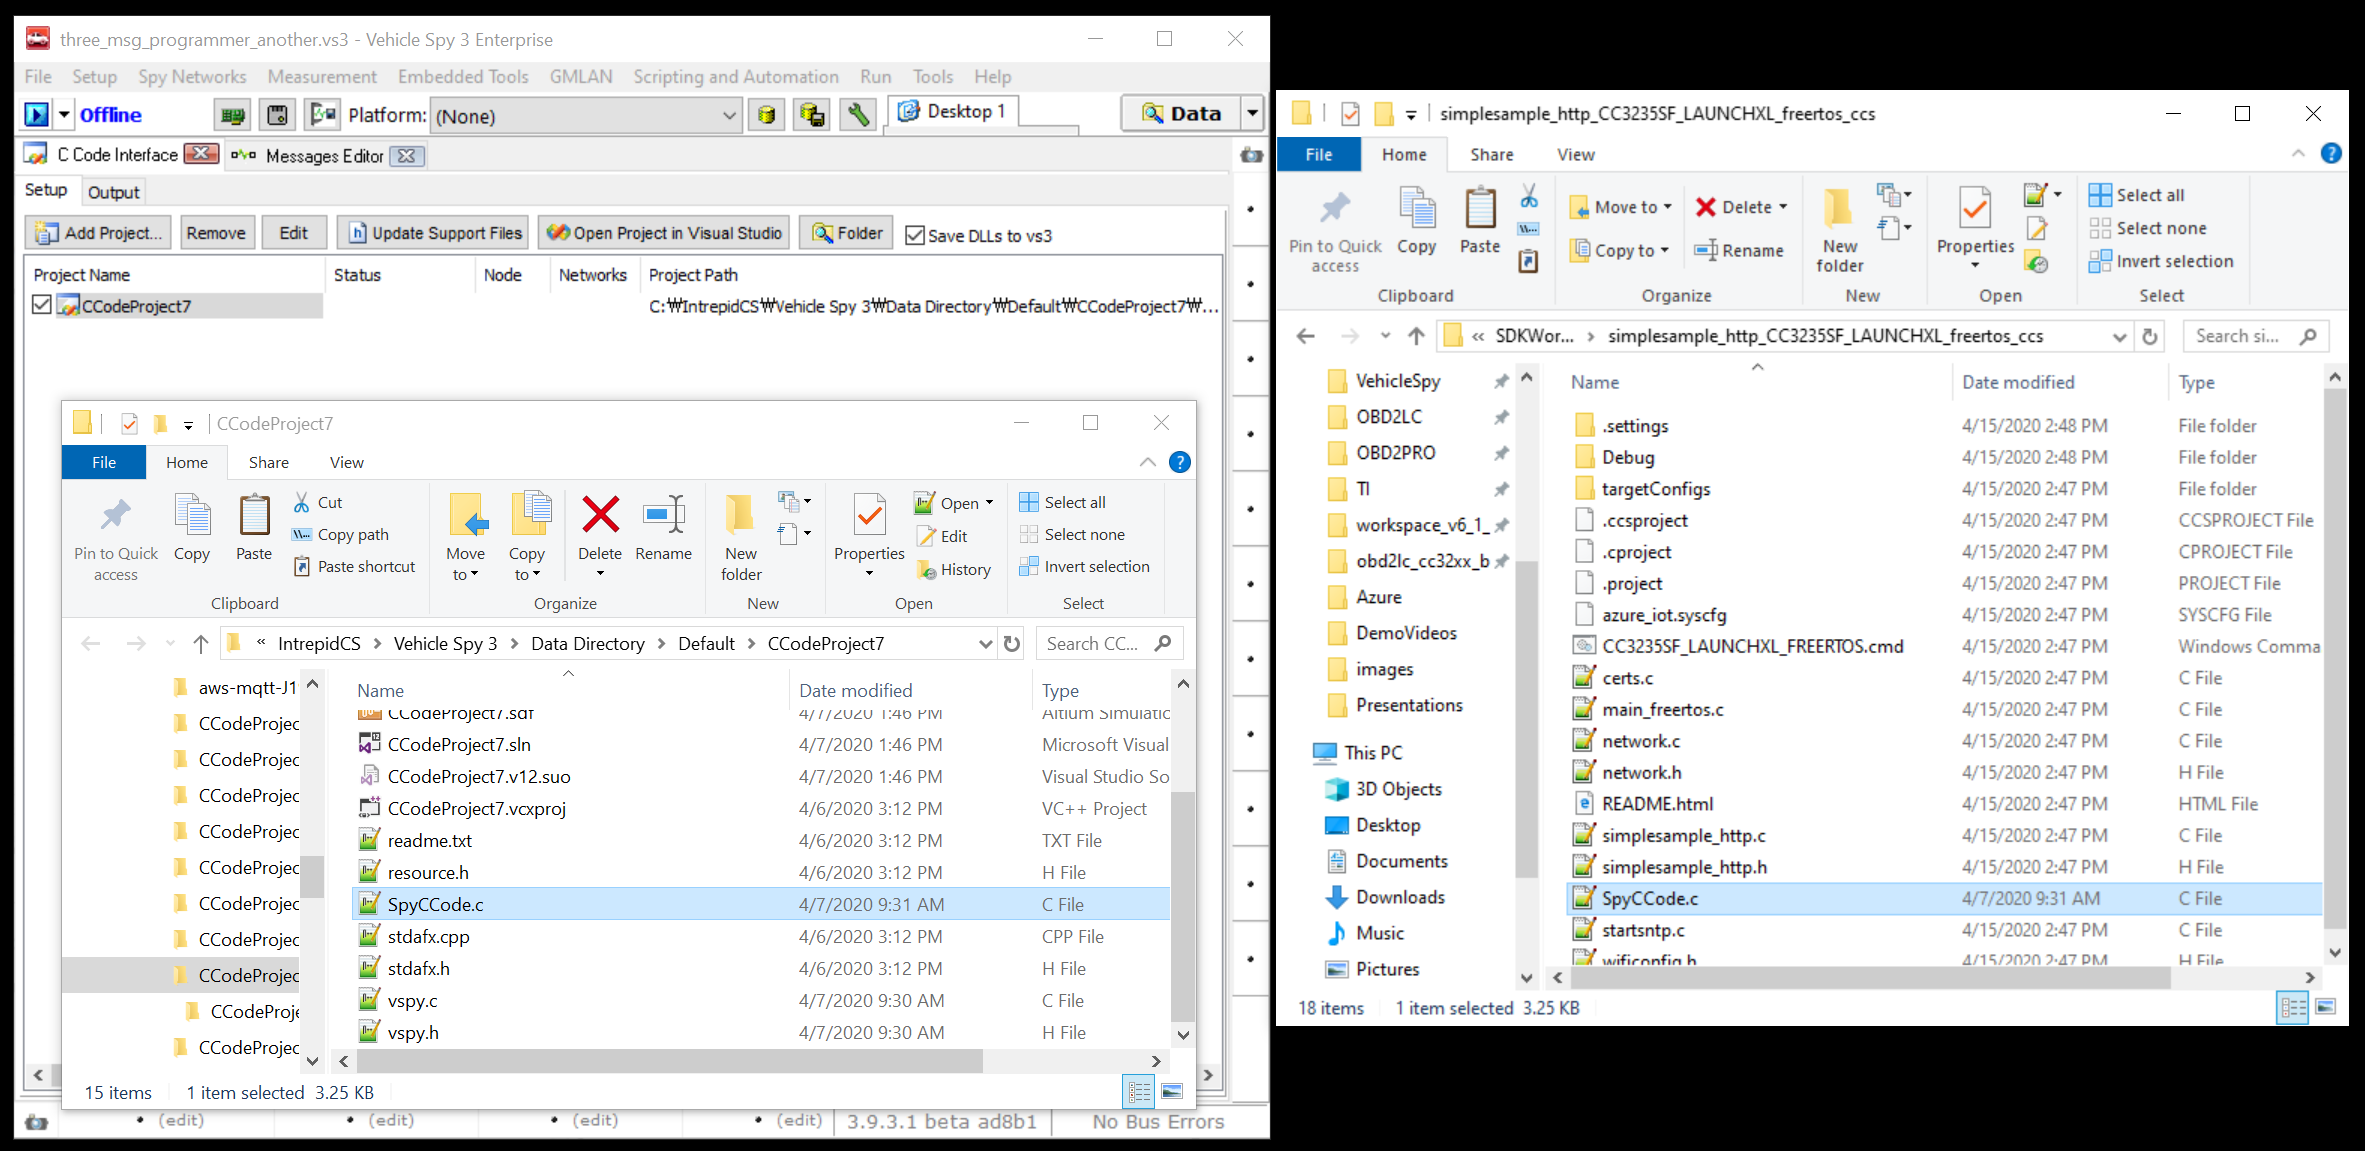 three_msg_programmer_another.vs3 - Vehicle Spy 3 Enterprise
File Setup Spy Networks Measurement Embedded Tools GMLAN Scripting and Automation Run Tools Help
Offline Platform: (None) Desktop 1 Data
C Code Interface Messages Editor
Setup Output
Add Project... Remove Edit Update Support Files Open Project in Visual Studio Folder Save DLLs to vs3
Project Name Status Node Networks Project Path
CCodeProject7 C:₩IntrepidCS₩Vehicle Spy 3₩Data Directory₩Default₩CCodeProject7₩...
CCodeProject7
File Home Share View
Pin to Quick access Copy Paste Cut Copy path Paste shortcut
Move to Copy to Delete Rename New folder Properties Open Edit History
Select all Select none Invert selection
Clipboard Organize New Open Select
« IntrepidCS > Vehicle Spy 3 > Data Directory > Default > CCodeProject7 Search CC...
aws-mqtt-J1
CCodeProjec
CCodeProjec
CCodeProjec
CCodeProjec
CCodeProjec
CCodeProjec
CCodeProjec
CCodeProjec
CCodeProje
CCodeProjec
Name Date modified Type
CCodeProject7.sdf 4/7/2020 1:46 PM Altium Simulatic
CCodeProject7.sln 4/7/2020 1:46 PM Microsoft Visual
CCodeProject7.v12.suo 4/7/2020 1:46 PM Visual Studio So
CCodeProject7.vcxproj 4/6/2020 3:12 PM VC++ Project
readme.txt 4/6/2020 3:12 PM TXT File
resource.h 4/6/2020 3:12 PM H File
SpyCCode.c 4/7/2020 9:31 AM C File
stdafx.cpp 4/6/2020 3:12 PM CPP File
stdafx.h 4/6/2020 3:12 PM H File
vspy.c 4/7/2020 9:30 AM C File
vspy.h 4/7/2020 9:30 AM H File
15 items 1 item selected 3.25 KB
(edit) (edit) (edit) (edit) 3.9.3.1 beta ad8b1 No Bus Errors
simplesample_http_CC3235SF_LAUNCHXL_freertos_ccs
File Home Share View
Pin to Quick access Copy Paste
Move to Copy to Delete Rename
New folder Properties
Select all Select none Invert selection
Clipboard Organize New Open Select
« SDKWor... > simplesample_http_CC3235SF_LAUNCHXL_freertos_ccs Search si...
VehicleSpy
OBD2LC
OBD2PRO
TI
workspace_v6_1_
obd2lc_cc32xx_b
Azure
DemoVideos
images
Presentations
This PC
3D Objects
Desktop
Documents
Downloads
Music
Pictures
Name Date modified Type
.settings 4/15/2020 2:48 PM File folder
Debug 4/15/2020 2:48 PM File folder
targetConfigs 4/15/2020 2:47 PM File folder
.ccsproject 4/15/2020 2:47 PM CCSPROJECT File
.cproject 4/15/2020 2:47 PM CPROJECT File
.project 4/15/2020 2:47 PM PROJECT File
azure_iot.syscfg 4/15/2020 2:47 PM SYSCFG File
CC3235SF_LAUNCHXL_FREERTOS.cmd 4/15/2020 2:47 PM Windows Comma
certs.c 4/15/2020 2:47 PM C File
main_freertos.c 4/15/2020 2:47 PM C File
network.c 4/15/2020 2:47 PM C File
network.h 4/15/2020 2:47 PM H File
README.html 4/15/2020 2:47 PM HTML File
simplesample_http.c 4/15/2020 2:47 PM C File
simplesample_http.h 4/15/2020 2:47 PM H File
SpyCCode.c 4/7/2020 9:31 AM C File
startsntp.c 4/15/2020 2:47 PM C File
wificonfig.h 4/15/2020 2:47 PM H File
18 items 1 item selected 3.25 KB